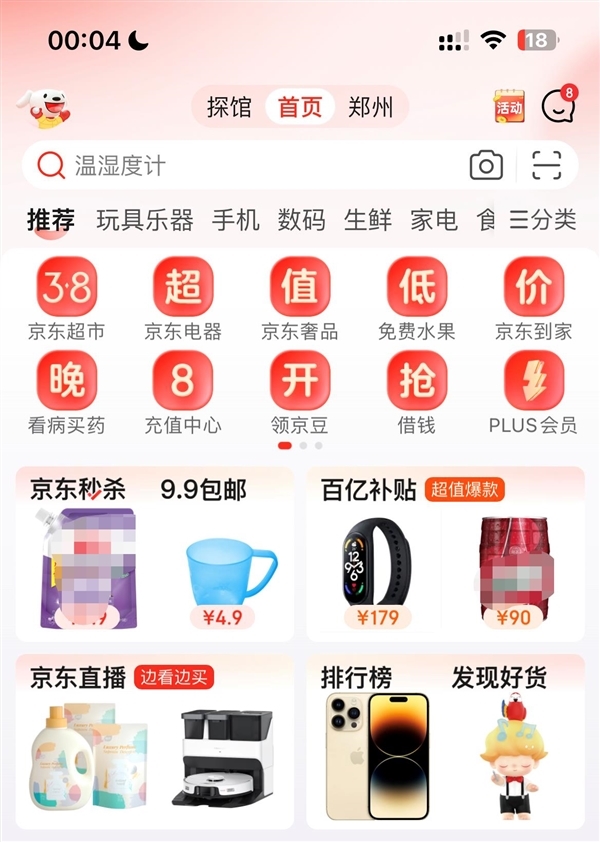 00:04 18
探馆 首页 郑州 活动 8
温湿度计
推荐 玩具乐器 手机 数码 生鲜 家电 食 分类
3·8 超 值 低 价
京东超市 京东电器 京东奢品 免费水果 京东到家
晚 8 开 抢
看病买药 充值中心 领京豆 借钱 PLUS会员
京东秒杀 9.9包邮 百亿补贴 超值爆款
¥4.9 ¥179 ¥90
京东直播 边看边买 排行榜 发现好货